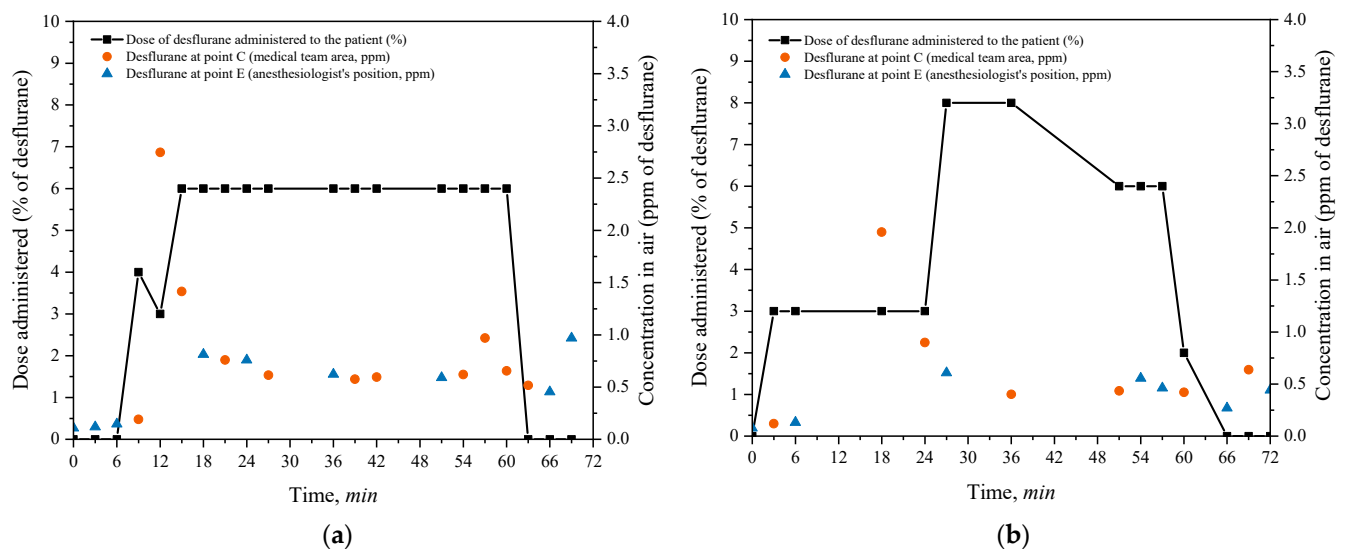 Dose administered (% of desflurane)
10
9
8
7
6
5
4
3
2
1
0
Dose of desflurane administered to the patient (%)
Desflurane at point C (medical team area, ppm)
Desflurane at point E (anesthesiologist's position, ppm)
4.0
3.5
3.0
2.5
2.0
1.5
1.0
0.5
0.0
Concentration in air (ppm of desflurane)
0 6 12 18 24 30 36 42 48 54 60 66 72
Time, min
(a)
Dose administered (% of desflurane)
10
9
8
7
6
5
4
3
2
1
0
Dose of desflurane administered to the patient (%)
Desflurane at point C (medical team area, ppm)
Desflurane at point E (anesthesiologist's position, ppm)
4.0
3.5
3.0
2.5
2.0
1.5
1.0
0.5
0.0
Concentration in air (ppm of desflurane)
0 6 12 18 24 30 36 42 48 54 60 66 72
Time, min
(b)